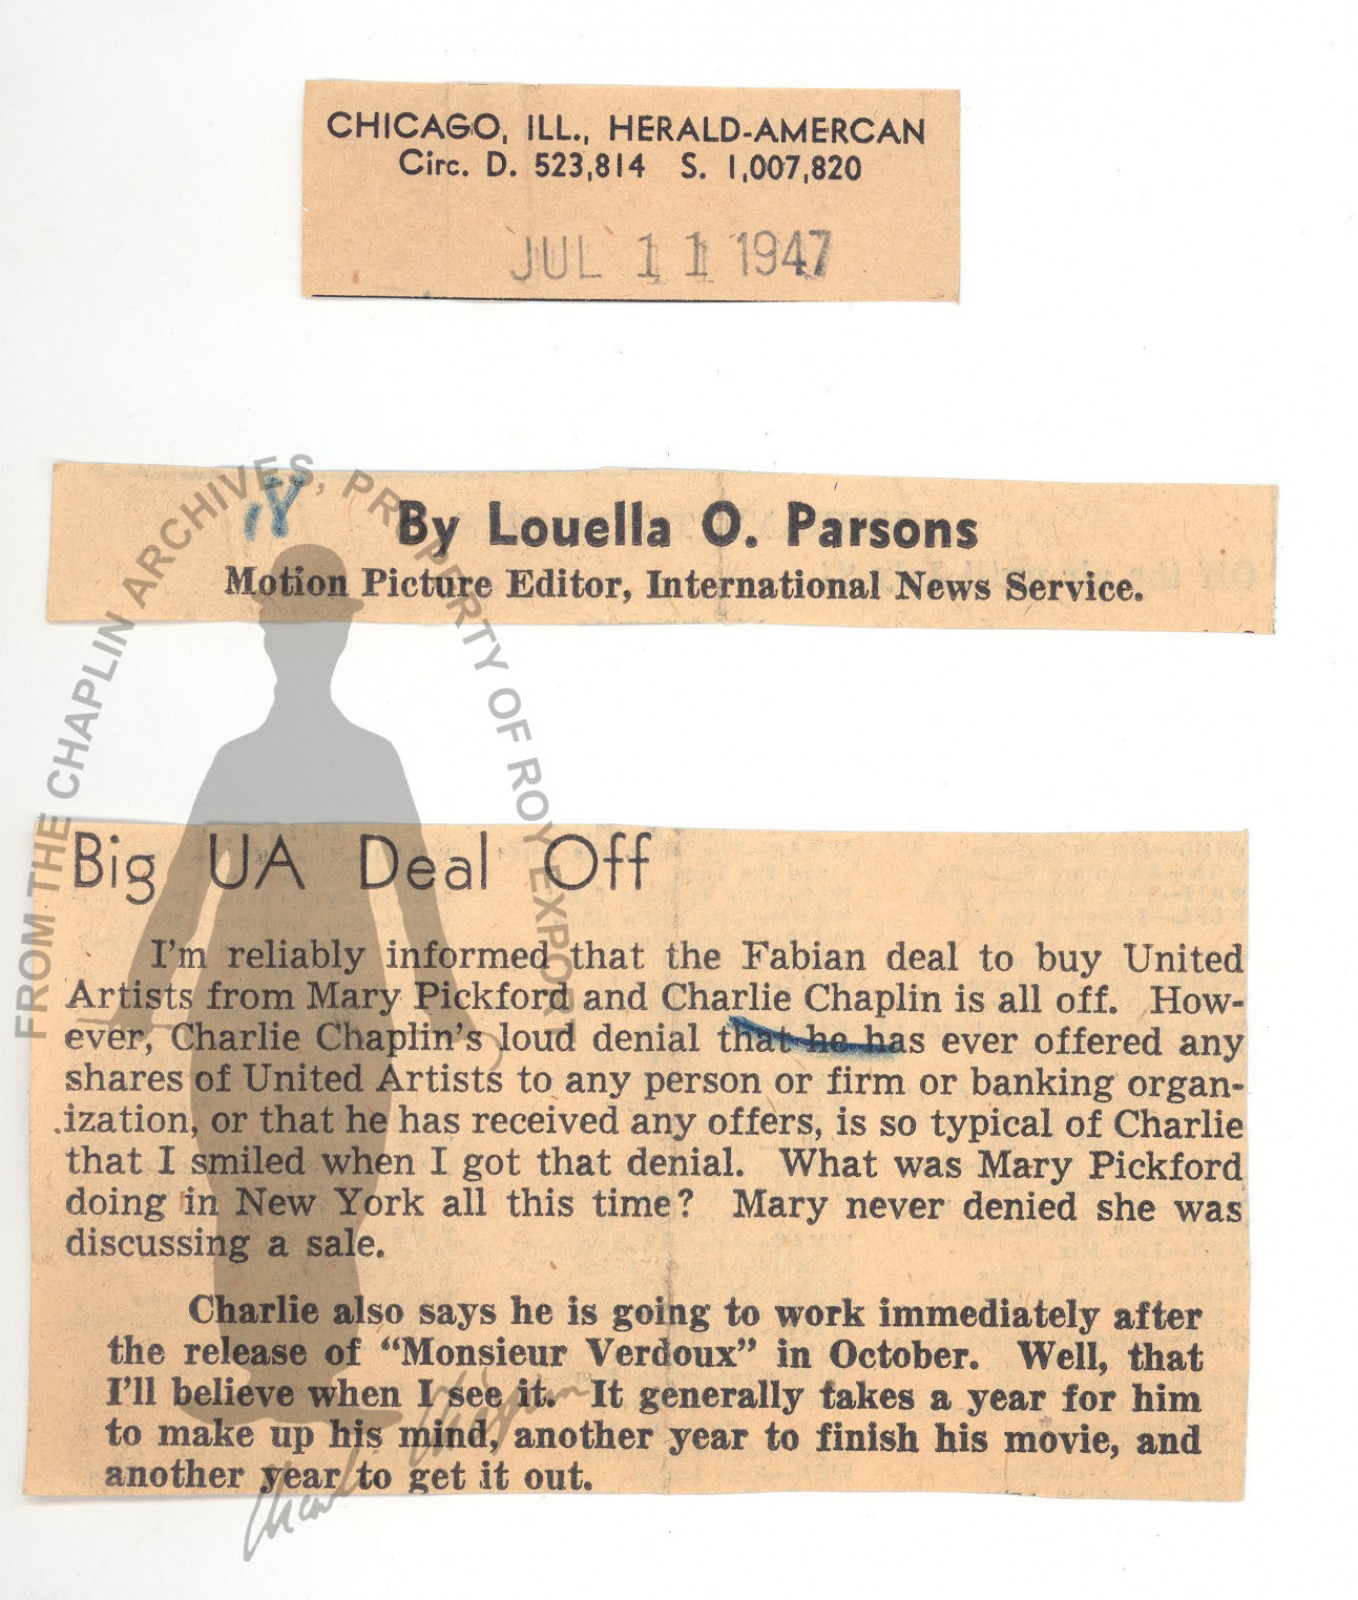 CHICAGO, ILL., HERALD-AMERCAN
Circ. D. 523,814 S. 1,007,820
JUL 11 1947
By Louella O. Parsons
Motion Picture Editor, International News Service.
FROM THE CHAPLIN ARCHIVES, PROPERTY OF ROY EXPORT
Big UA Deal Off
I'm reliably informed that the Fabian deal to buy United
Artists from Mary Pickford and Charlie Chaplin is all off. How-
ever, Charlie Chaplin's loud denial that he has ever offered any
shares of United Artists to any person or firm or banking organ-
ization, or that he has received any offers, is so typical of Charlie
that I smiled when I got that denial. What was Mary Pickford
doing in New York all this time? Mary never denied she was
discussing a sale.
Charlie also says he is going to work immediately after
the release of "Monsieur Verdoux" in October. Well, that
I'll believe when I see it. It generally takes a year for him
to make up his mind, another year to finish his movie, and
another year to get it out.